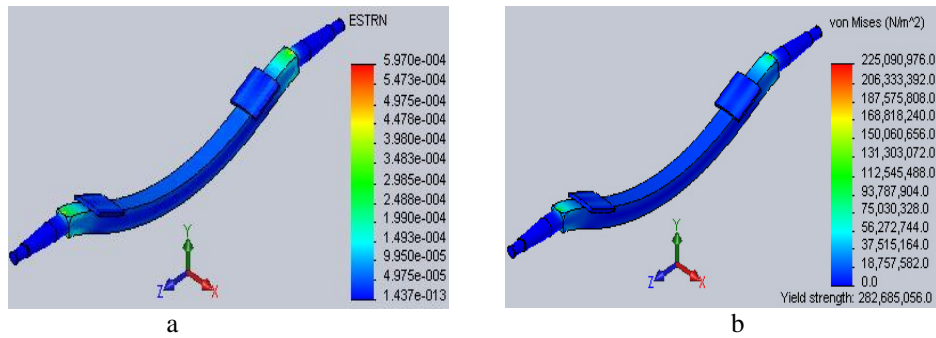 ESTRN
5.970e-004
5.473e-004
4.975e-004
4.478e-004
3.980e-004
3.483e-004
2.985e-004
2.488e-004
1.990e-004
1.493e-004
9.950e-005
4.975e-005
1.437e-013
Y
Z
X
a
von Mises (N/m^2)
225,090,976.0
206,333,392.0
187,575,808.0
168,818,240.0
150,060,656.0
131,303,072.0
112,545,488.0
93,787,904.0
75,030,328.0
56,272,744.0
37,515,164.0
18,757,582.0
0.0
Yield strength: 282,685,056.0
Y
Z
X
b